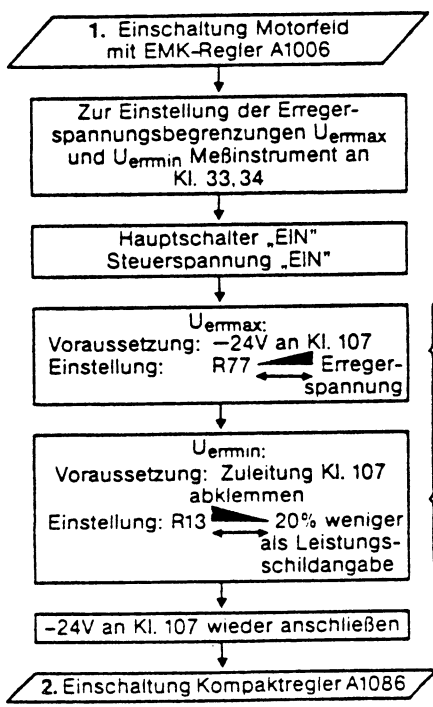 1. Einschaltung Motorfeld
mit EMK-Regler A1006
Zur Einstellung der Erreger-
spannungsbegrenzungen Uerrmax
und Uerrmin Meßinstrument an
Kl. 33,34
Hauptschalter „EIN"
Steuerspannung „EIN"
Uerrmax:
Voraussetzung: −24V an Kl. 107
Einstellung: R77 Erreger-
spannung
Uerrmin:
Voraussetzung: Zuleitung Kl. 107
abklemmen
Einstellung: R13 20% weniger
als Leistungs-
schildangabe
−24V an Kl. 107 wieder anschließen
2. Einschaltung Kompaktregler A1086